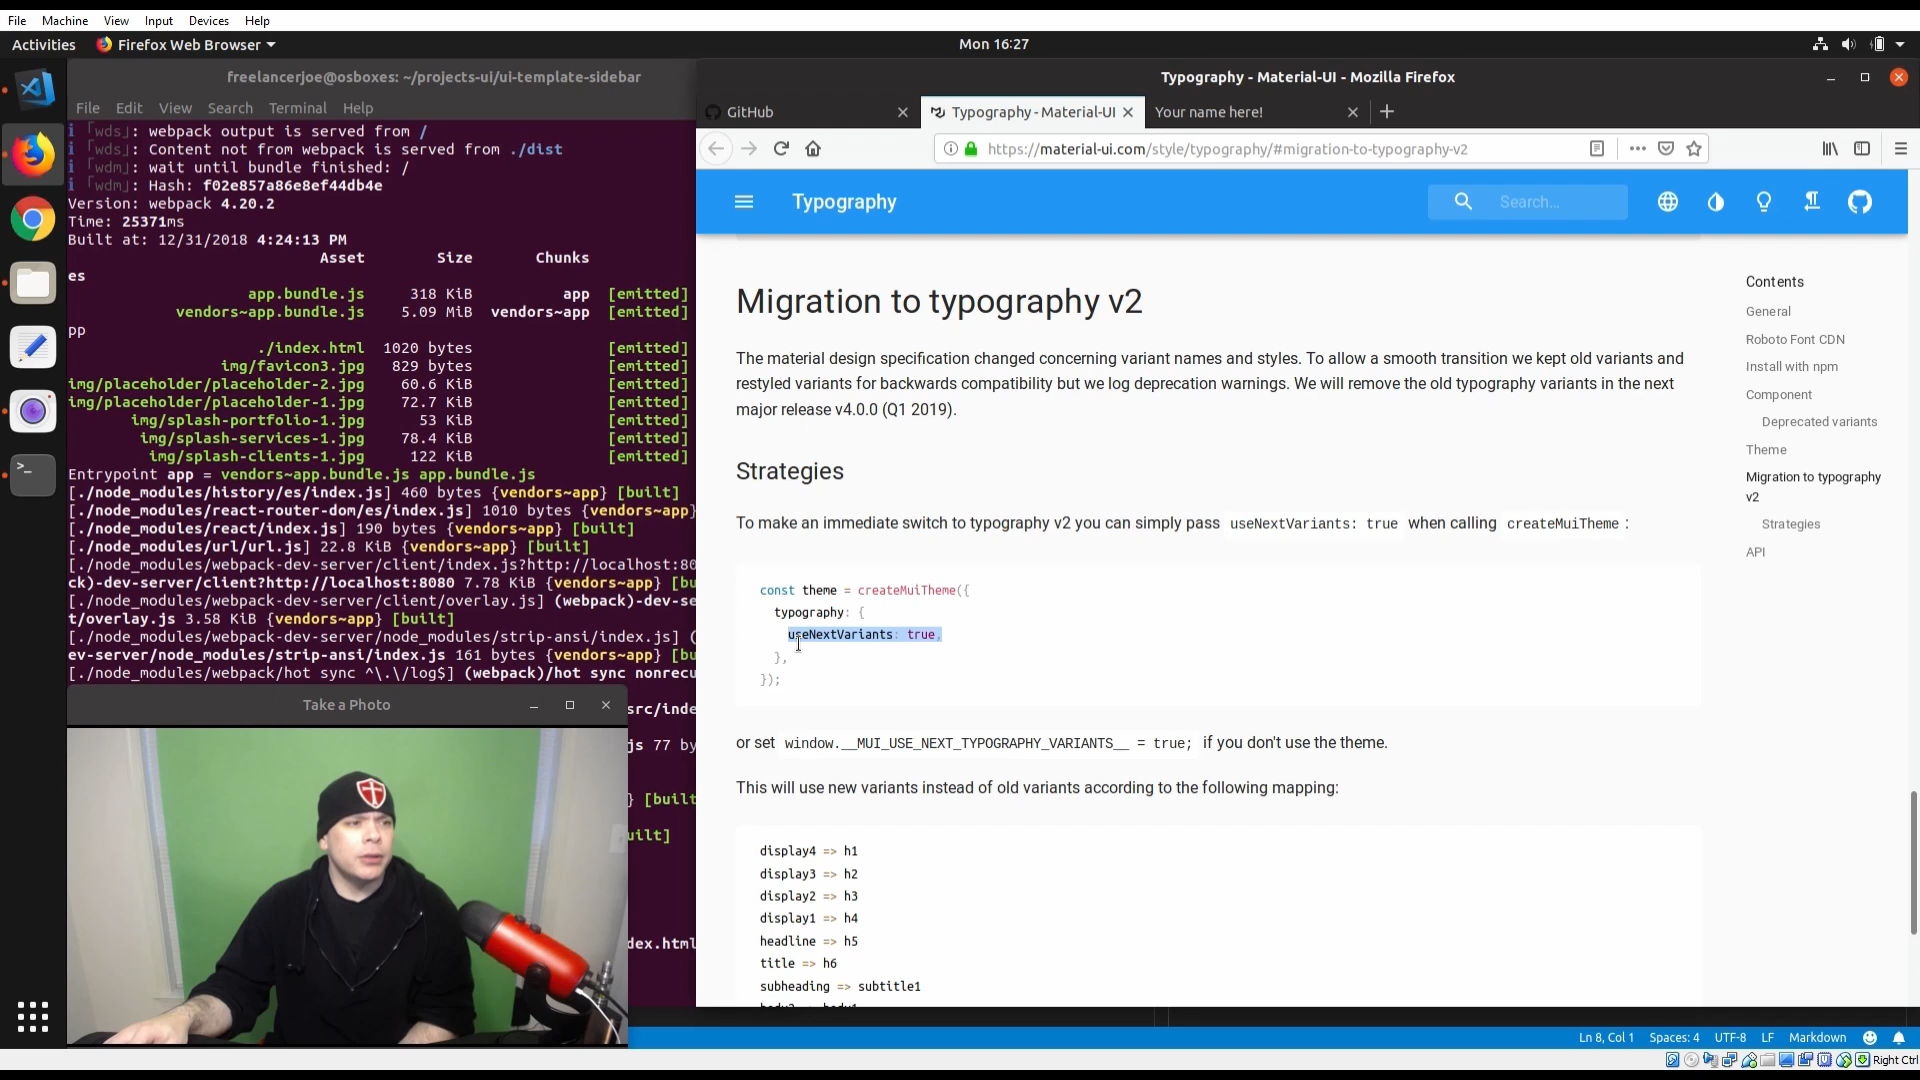 File Machine View Input Devices Help
Activities Firefox Web Browser Mon 16:27
freelancerjoe@osboxes: ~/projects-ui/ui-template-sidebar
File Edit View Search Terminal Help
ℹ ｢wds｣: webpack output is served from /
ℹ ｢wds｣: Content not from webpack is served from ./dist
ℹ ｢wdm｣: wait until bundle finished: /
ℹ ｢wdm｣: Hash: f02e857a86e8ef44db4e
Version: webpack 4.20.2
Time: 25371ms
Built at: 12/31/2018 4:24:13 PM
Asset Size Chunks
es
app.bundle.js 318 KiB app [emitted]
vendors~app.bundle.js 5.09 MiB vendors~app [emitted]
pp
./index.html 1020 bytes [emitted]
img/favicon3.jpg 829 bytes [emitted]
img/placeholder/placeholder-2.jpg 60.6 KiB [emitted]
img/placeholder/placeholder-1.jpg 72.7 KiB [emitted]
img/splash-portfolio-1.jpg 53 KiB [emitted]
img/splash-services-1.jpg 78.4 KiB [emitted]
img/splash-clients-1.jpg 122 KiB [emitted]
Entrypoint app = vendors~app.bundle.js app.bundle.js
[./node_modules/history/es/index.js] 460 bytes {vendors~app} [built]
[./node_modules/react-router-dom/es/index.js] 1010 bytes {vendors~app}
[./node_modules/react/index.js] 190 bytes {vendors~app} [built]
[./node_modules/url/url.js] 22.8 KiB {vendors~app} [built]
[./node_modules/webpack-dev-server/client/index.js?http://localhost:80
ck)-dev-server/client?http://localhost:8080 7.78 KiB {vendors~app} [bu
[./node_modules/webpack-dev-server/client/overlay.js] (webpack)-dev-se
t/overlay.js 3.58 KiB {vendors~app} [built]
[./node_modules/webpack-dev-server/node_modules/strip-ansi/index.js] (
ev-server/node_modules/strip-ansi/index.js 161 bytes {vendors~app} [bu
[./node_modules/webpack/hot sync ^\.\/log$] (webpack)/hot sync nonrecu
src/inde
js 77 by
} [built
uilt]
dex.html
Take a Photo
Typography - Material-UI - Mozilla Firefox
GitHub Typography - Material-UI Your name here!
https://material-ui.com/style/typography/#migration-to-typography-v2
Typography Search...
Migration to typography v2
The material design specification changed concerning variant names and styles. To allow a smooth transition we kept old variants and
restyled variants for backwards compatibility but we log deprecation warnings. We will remove the old typography variants in the next
major release v4.0.0 (Q1 2019).
Strategies
To make an immediate switch to typography v2 you can simply pass useNextVariants: true when calling createMuiTheme :
const theme = createMuiTheme({
typography: {
useNextVariants: true,
},
});
or set window.__MUI_USE_NEXT_TYPOGRAPHY_VARIANTS__ = true; if you don't use the theme.
This will use new variants instead of old variants according to the following mapping:
display4 => h1
display3 => h2
display2 => h3
display1 => h4
headline => h5
title => h6
subheading => subtitle1
Contents
General
Roboto Font CDN
Install with npm
Component
Deprecated variants
Theme
Migration to typography
v2
Strategies
API
Ln 8, Col 1 Spaces: 4 UTF-8 LF Markdown
Right Ctrl